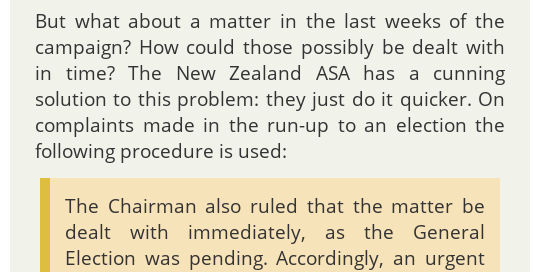 But what about a matter in the last weeks of the
campaign? How could those possibly be dealt with
in time? The New Zealand ASA has a cunning
solution to this problem: they just do it quicker. On
complaints made in the run-up to an election the
following procedure is used:
The Chairman also ruled that the matter be
dealt with immediately, as the General
Election was pending. Accordingly, an urgent